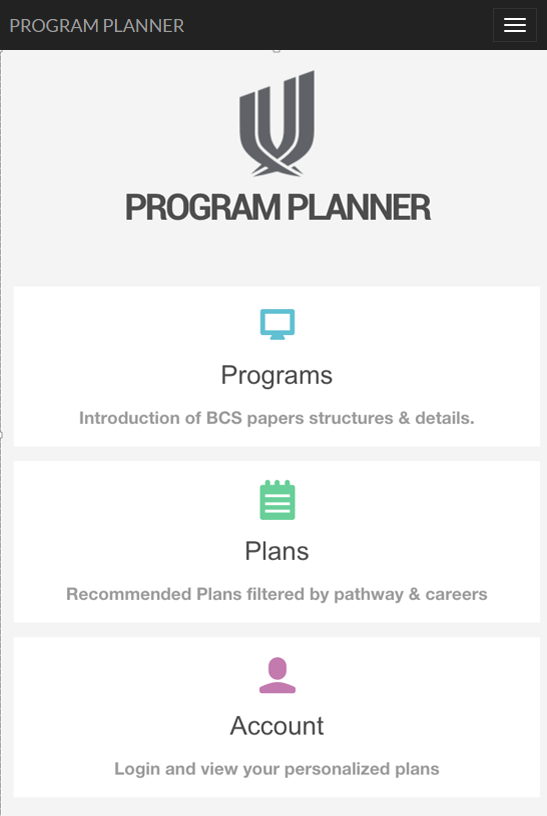 PROGRAM PLANNER
PROGRAM PLANNER
Programs
Introduction of BCS papers structures & details.
Plans
Recommended Plans filtered by pathway & careers
Account
Login and view your personalized plans